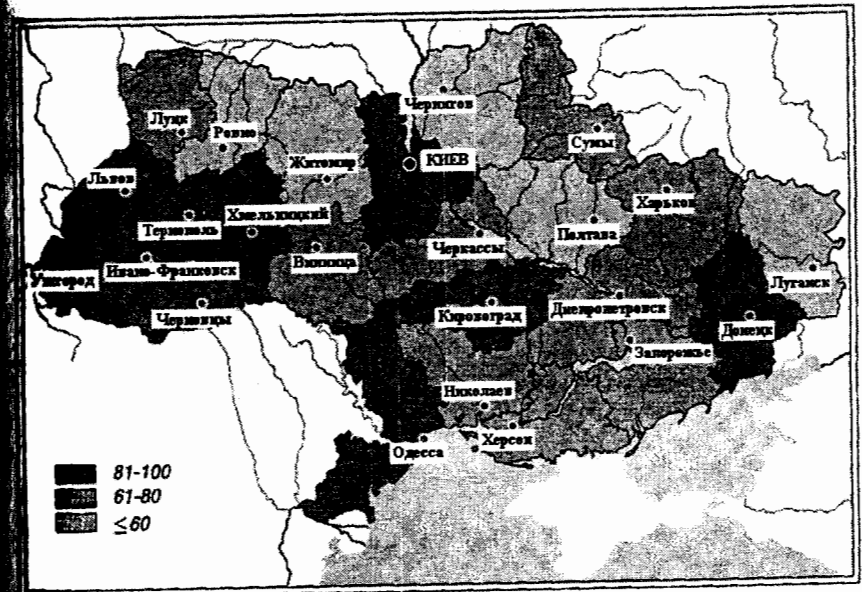 Чернигов
Луцк
Ровно
Сумы
Житомир
КИЕВ
Львов
Харьков
Хмельницкий
Тернополь
Полтава
Черкассы
Винница
Ивано-Франковск
Ужгород
Луганск
Черновцы
Кировоград
Днепропетровск
Донецк
Запорожье
Николаев
Херсон
Одесса
81-100
61-80
≤60